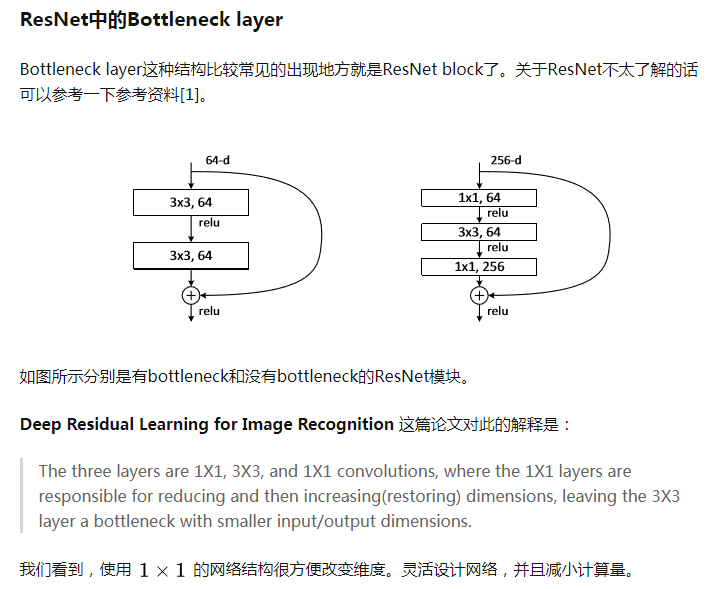 ResNet中的Bottleneck layer
Bottleneck layer这种结构比较常见的出现地方就是ResNet block了。关于ResNet不太了解的话
可以参考一下参考资料[1]。
64-d
3x3, 64
relu
3x3, 64
relu
256-d
1x1, 64
relu
3x3, 64
relu
1x1, 256
relu
如图所示分别是有bottleneck和没有bottleneck的ResNet模块。
Deep Residual Learning for Image Recognition 这篇论文对此的解释是：
The three layers are 1X1, 3X3, and 1X1 convolutions, where the 1X1 layers are
responsible for reducing and then increasing(restoring) dimensions, leaving the 3X3
layer a bottleneck with smaller input/output dimensions.
我们看到，使用 1 × 1 的网络结构很方便改变维度。灵活设计网络，并且减小计算量。